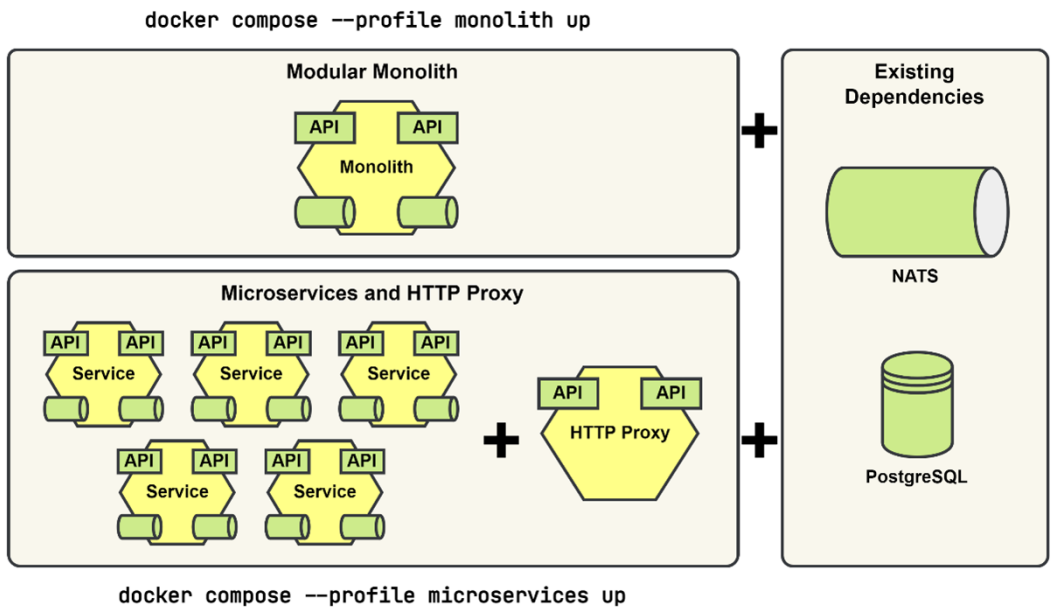 docker compose --profile monolith up
Modular Monolith
API
API
Monolith
Existing
Dependencies
NATS
PostgreSQL
Microservices and HTTP Proxy
API
API
Service
API
API
Service
API
API
Service
API
API
Service
API
API
Service
API
API
HTTP Proxy
docker compose --profile microservices up